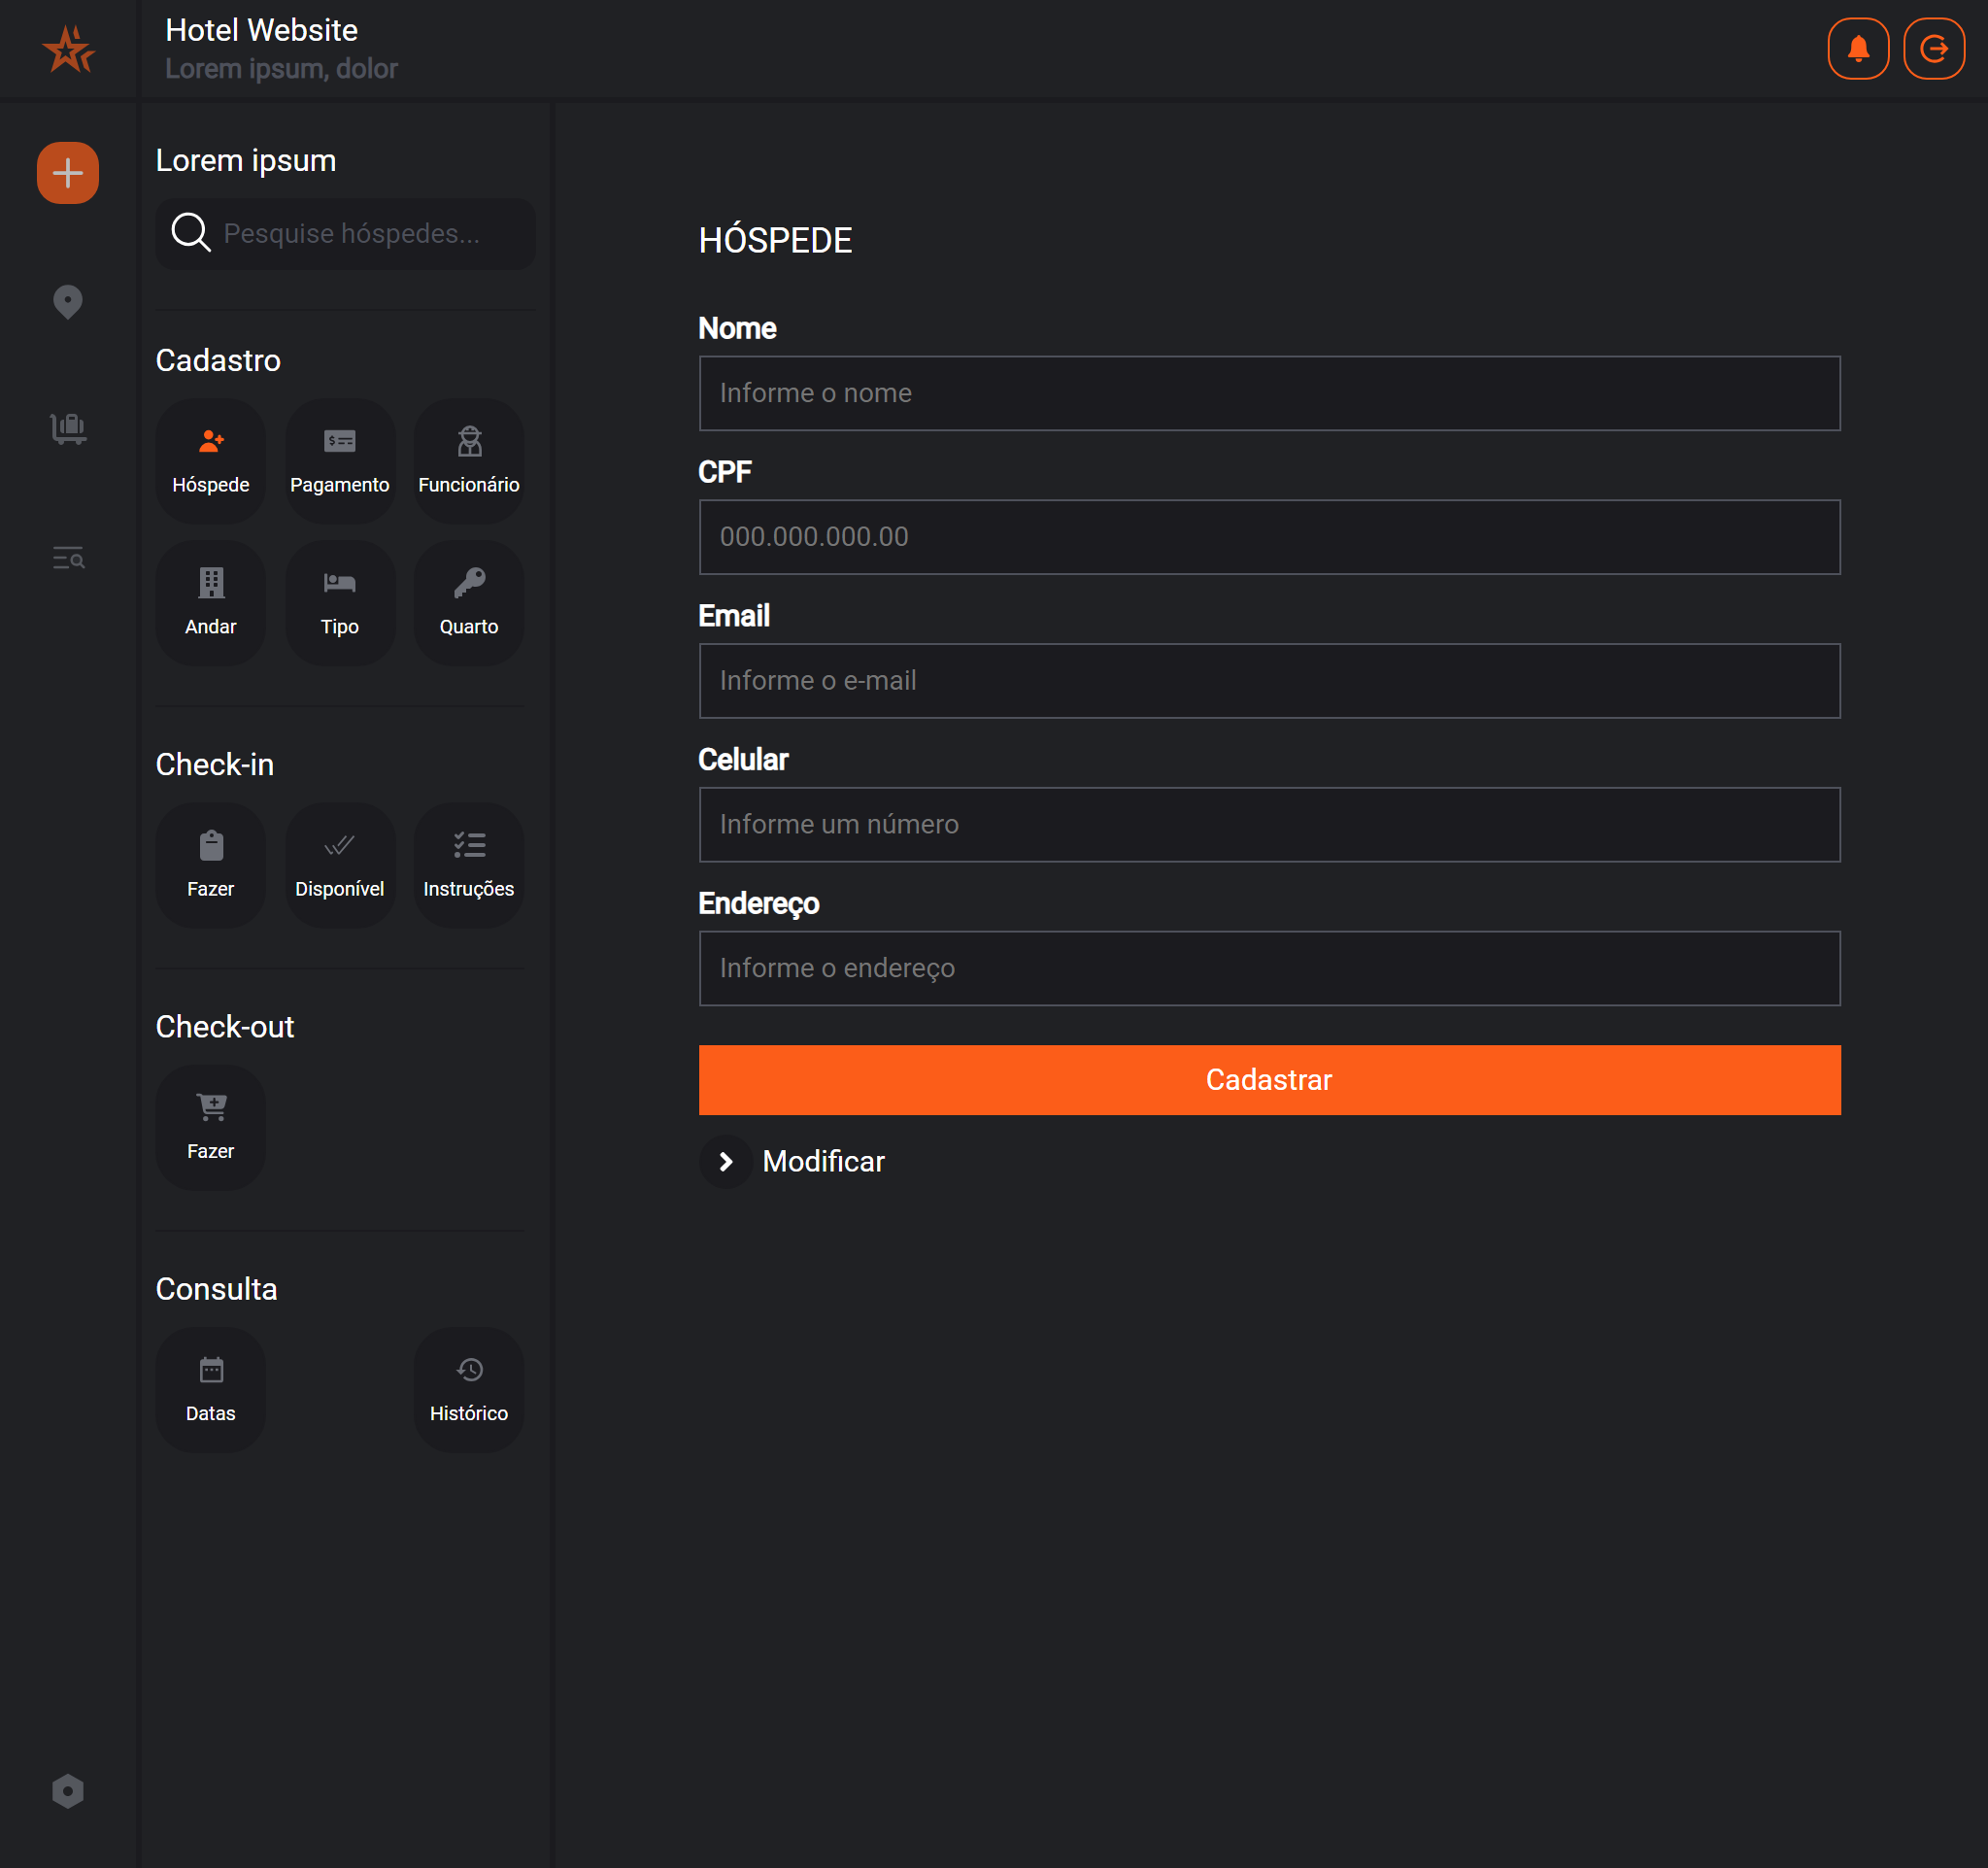 Hotel Website
Lorem ipsum, dolor
Lorem ipsum
Pesquise hóspedes...
Cadastro
Hóspede
Pagamento
Funcionário
Andar
Tipo
Quarto
Check-in
Fazer
Disponível
Instruções
Check-out
Fazer
Consulta
Datas
Histórico
HÓSPEDE
Nome
Informe o nome
CPF
000.000.000.00
Email
Informe o e-mail
Celular
Informe um número
Endereço
Informe o endereço
Cadastrar
Modificar